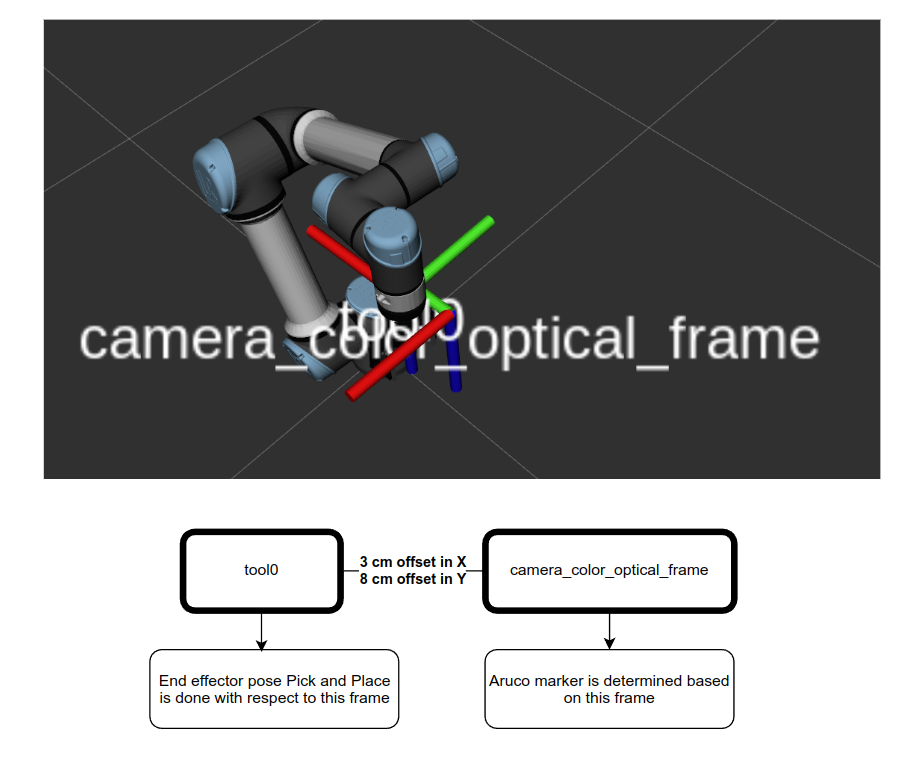 tool0
camera_color_optical_frame
tool0
3 cm offset in X
8 cm offset in Y
camera_color_optical_frame
End effector pose Pick and Place
is done with respect to this frame
Aruco marker is determined based
on this frame